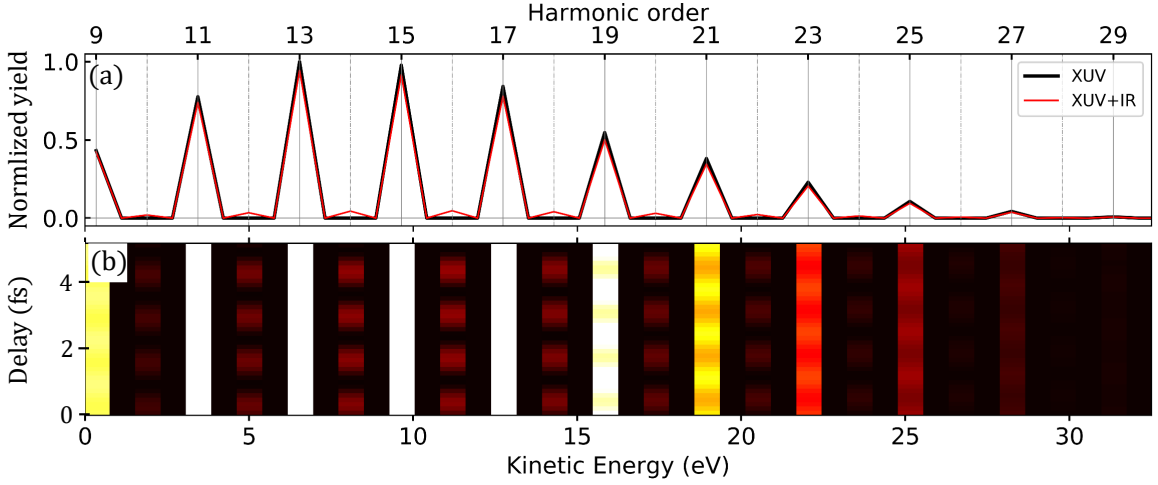 Harmonic order
9 11 13 15 17 19 21 23 25 27 29
Normlized yield
1.0
0.5
0.0
(a)
XUV
XUV+IR
(b)
Delay (fs)
4
2
0
0 5 10 15 20 25 30
Kinetic Energy (eV)